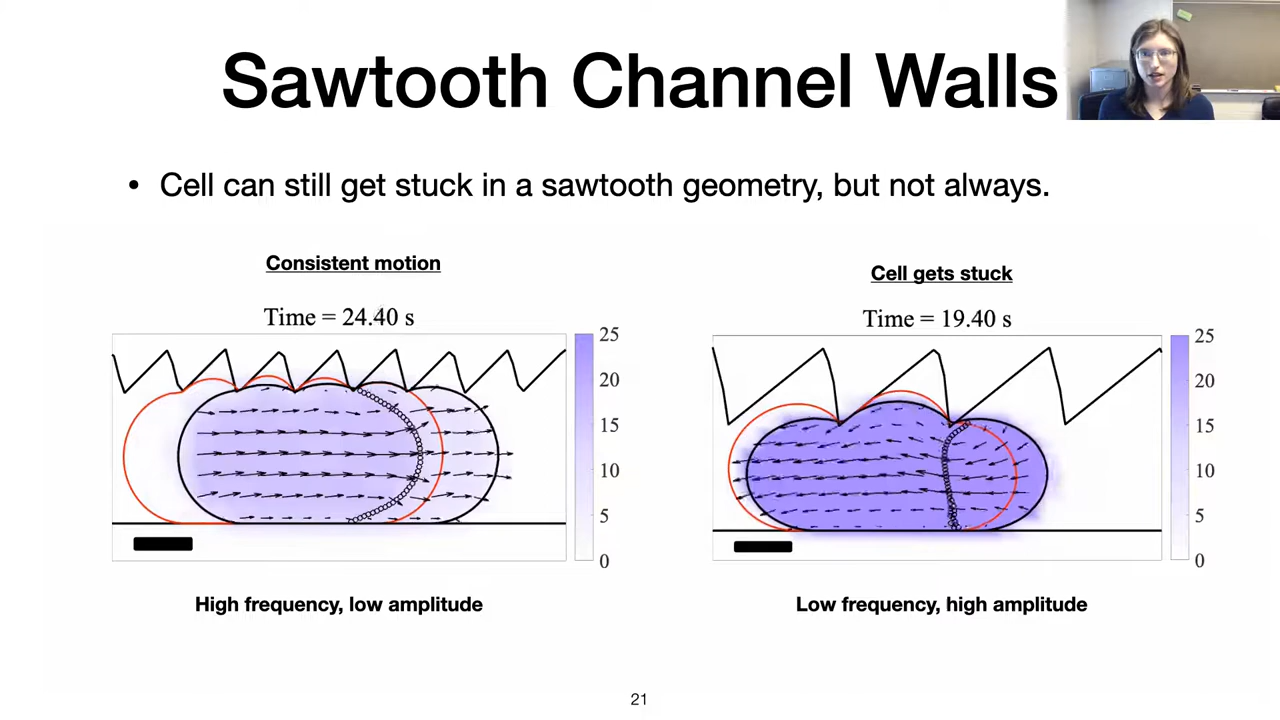 Sawtooth Channel Walls
• Cell can still get stuck in a sawtooth geometry, but not always.
Consistent motion
Time = 24.40 s
25
20
15
10
5
0
High frequency, low amplitude
Cell gets stuck
Time = 19.40 s
25
20
15
10
5
0
Low frequency, high amplitude
21